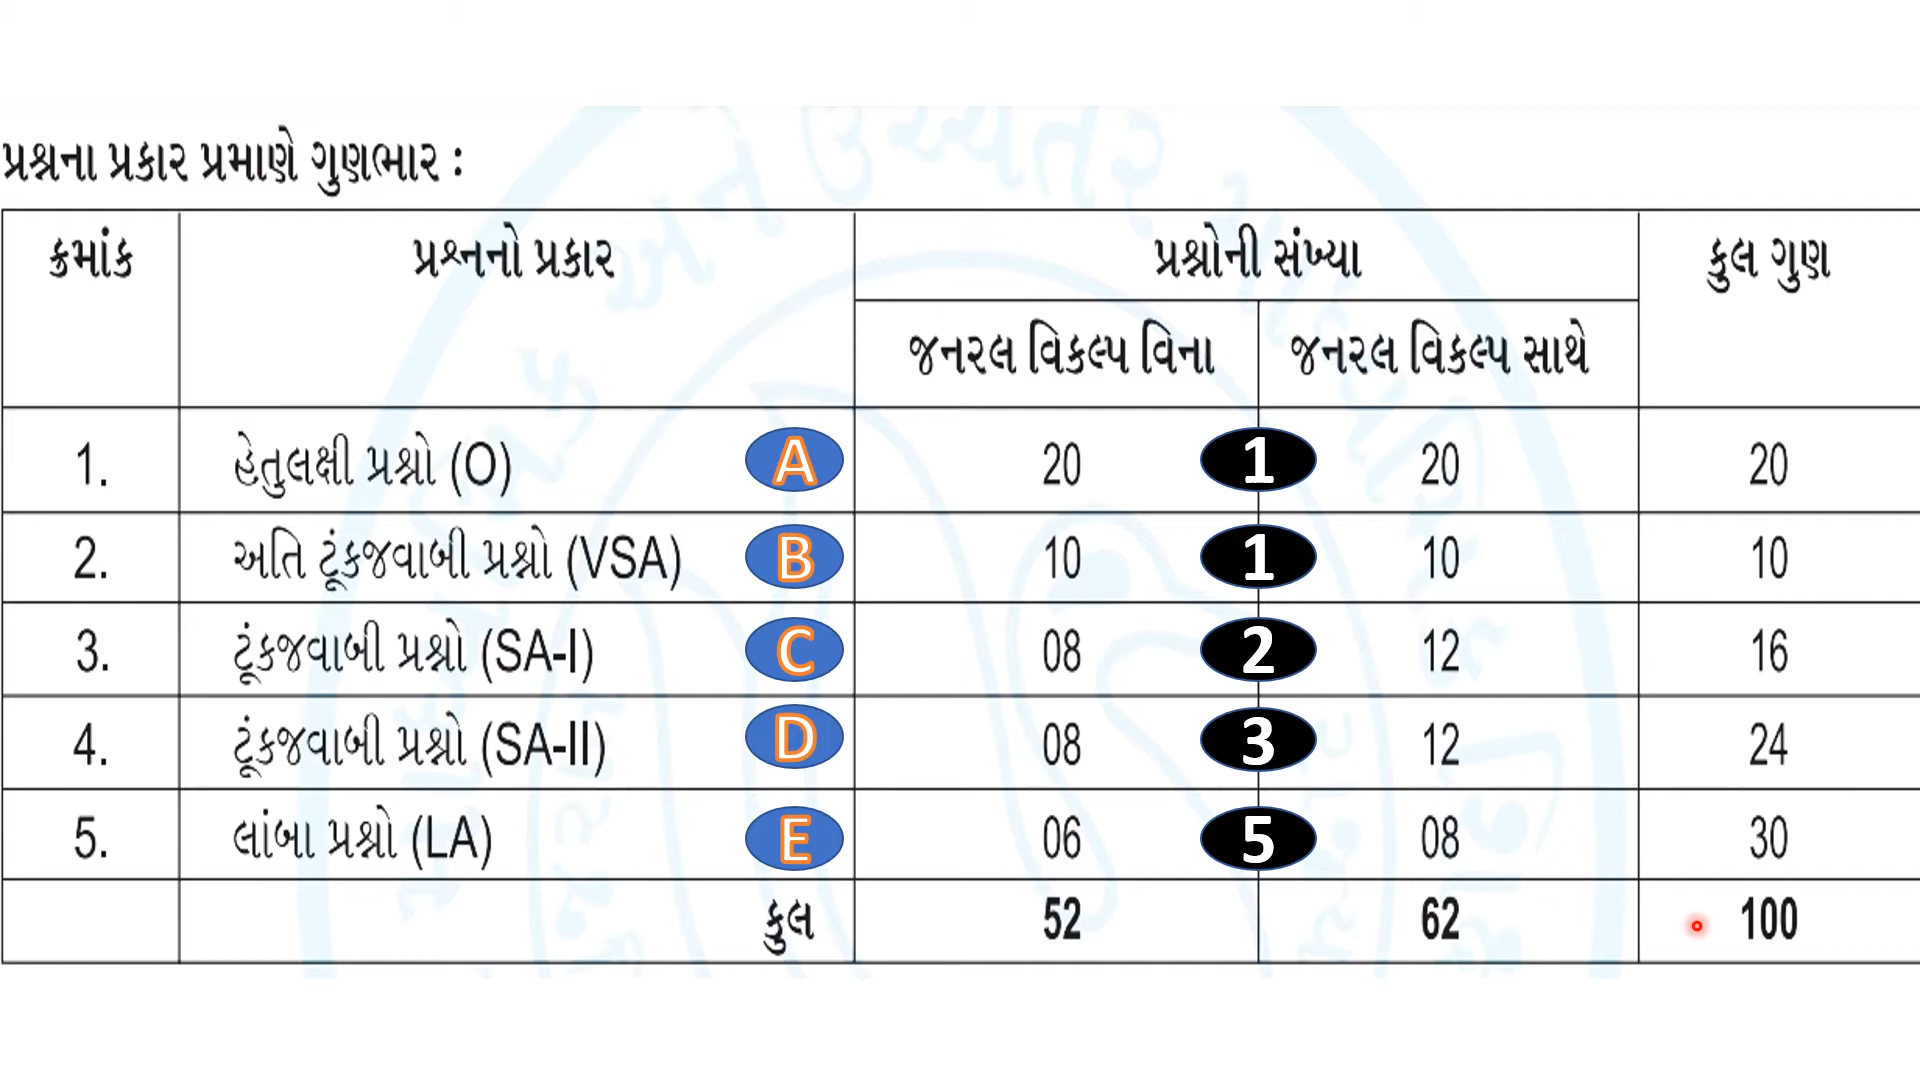 પ્રશ્નના પ્રકાર પ્રમાણે ગુણભાર :
ક્રમાંક પ્રશ્નનો પ્રકાર પ્રશ્નોની સંખ્યા કુલ ગુણ
જનરલ વિકલ્પ વિના જનરલ વિકલ્પ સાથે
1. હેતુલક્ષી પ્રશ્નો (O) A 20 1 20 20
2. અતિ ટૂંકજવાબી પ્રશ્નો (VSA) B 10 1 10 10
3. ટૂંકજવાબી પ્રશ્નો (SA-I) C 08 2 12 16
4. ટૂંકજવાબી પ્રશ્નો (SA-II) D 08 3 12 24
5. લાંબા પ્રશ્નો (LA) E 06 5 08 30
કુલ 52 62 100